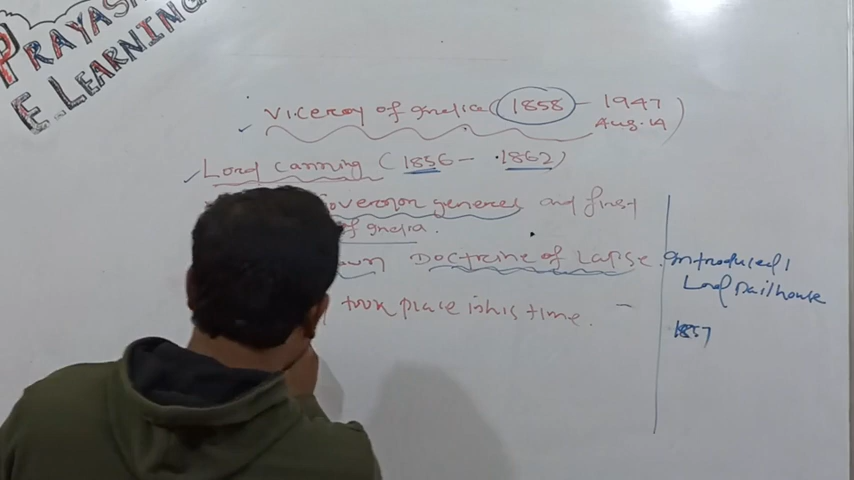 PRAYAS
E. LEARNING
Viceroy of India (1858 - 1947
Aug. 14)
Lord Canning (1856 - 1862)
Governor general and first
of India.
Doctrine of Lapse. Introduced,
Lord Dailhouse
took place in his time. -
1857